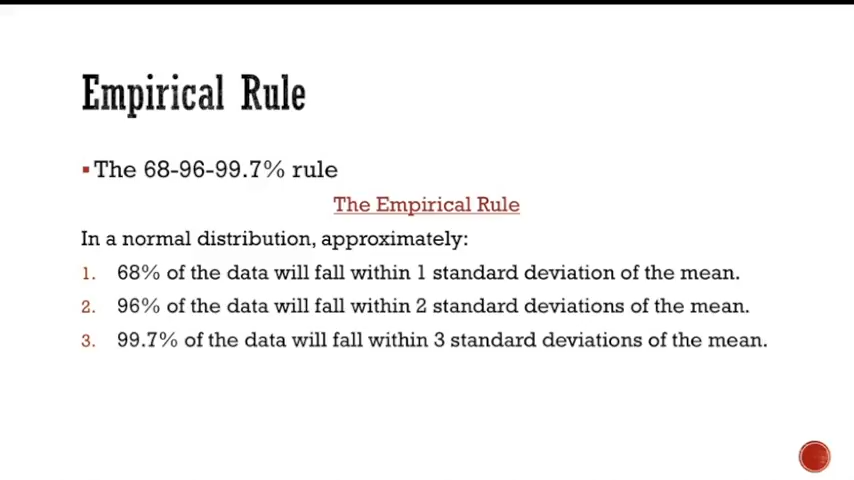 Empirical Rule
▪ The 68-96-99.7% rule
The Empirical Rule
In a normal distribution, approximately:
1. 68% of the data will fall within 1 standard deviation of the mean.
2. 96% of the data will fall within 2 standard deviations of the mean.
3. 99.7% of the data will fall within 3 standard deviations of the mean.